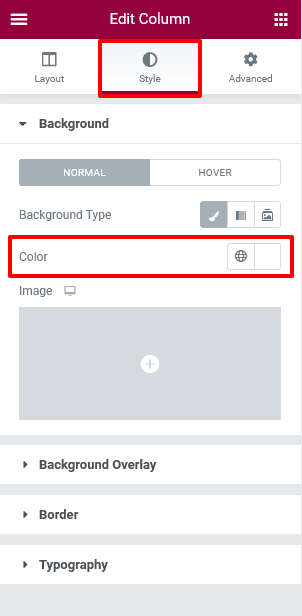 Edit Column
Layout
Style
Advanced
Background
NORMAL
HOVER
Background Type
Color
Image
Background Overlay
Border
Typography